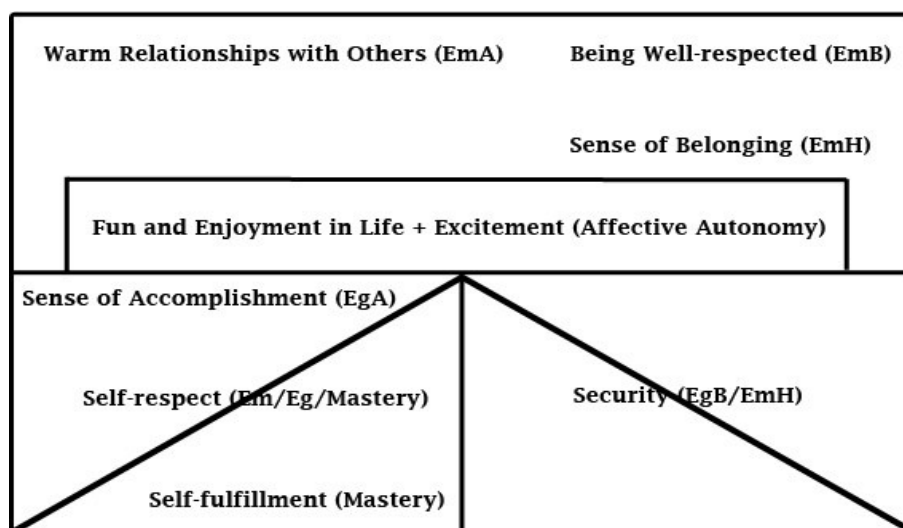 Warm Relationships with Others (EmA)
Being Well-respected (EmB)
Sense of Belonging (EmH)
Fun and Enjoyment in Life + Excitement (Affective Autonomy)
Sense of Accomplishment (EgA)
Self-respect (Em/Eg/Mastery)
Security (EgB/EmH)
Self-fulfillment (Mastery)